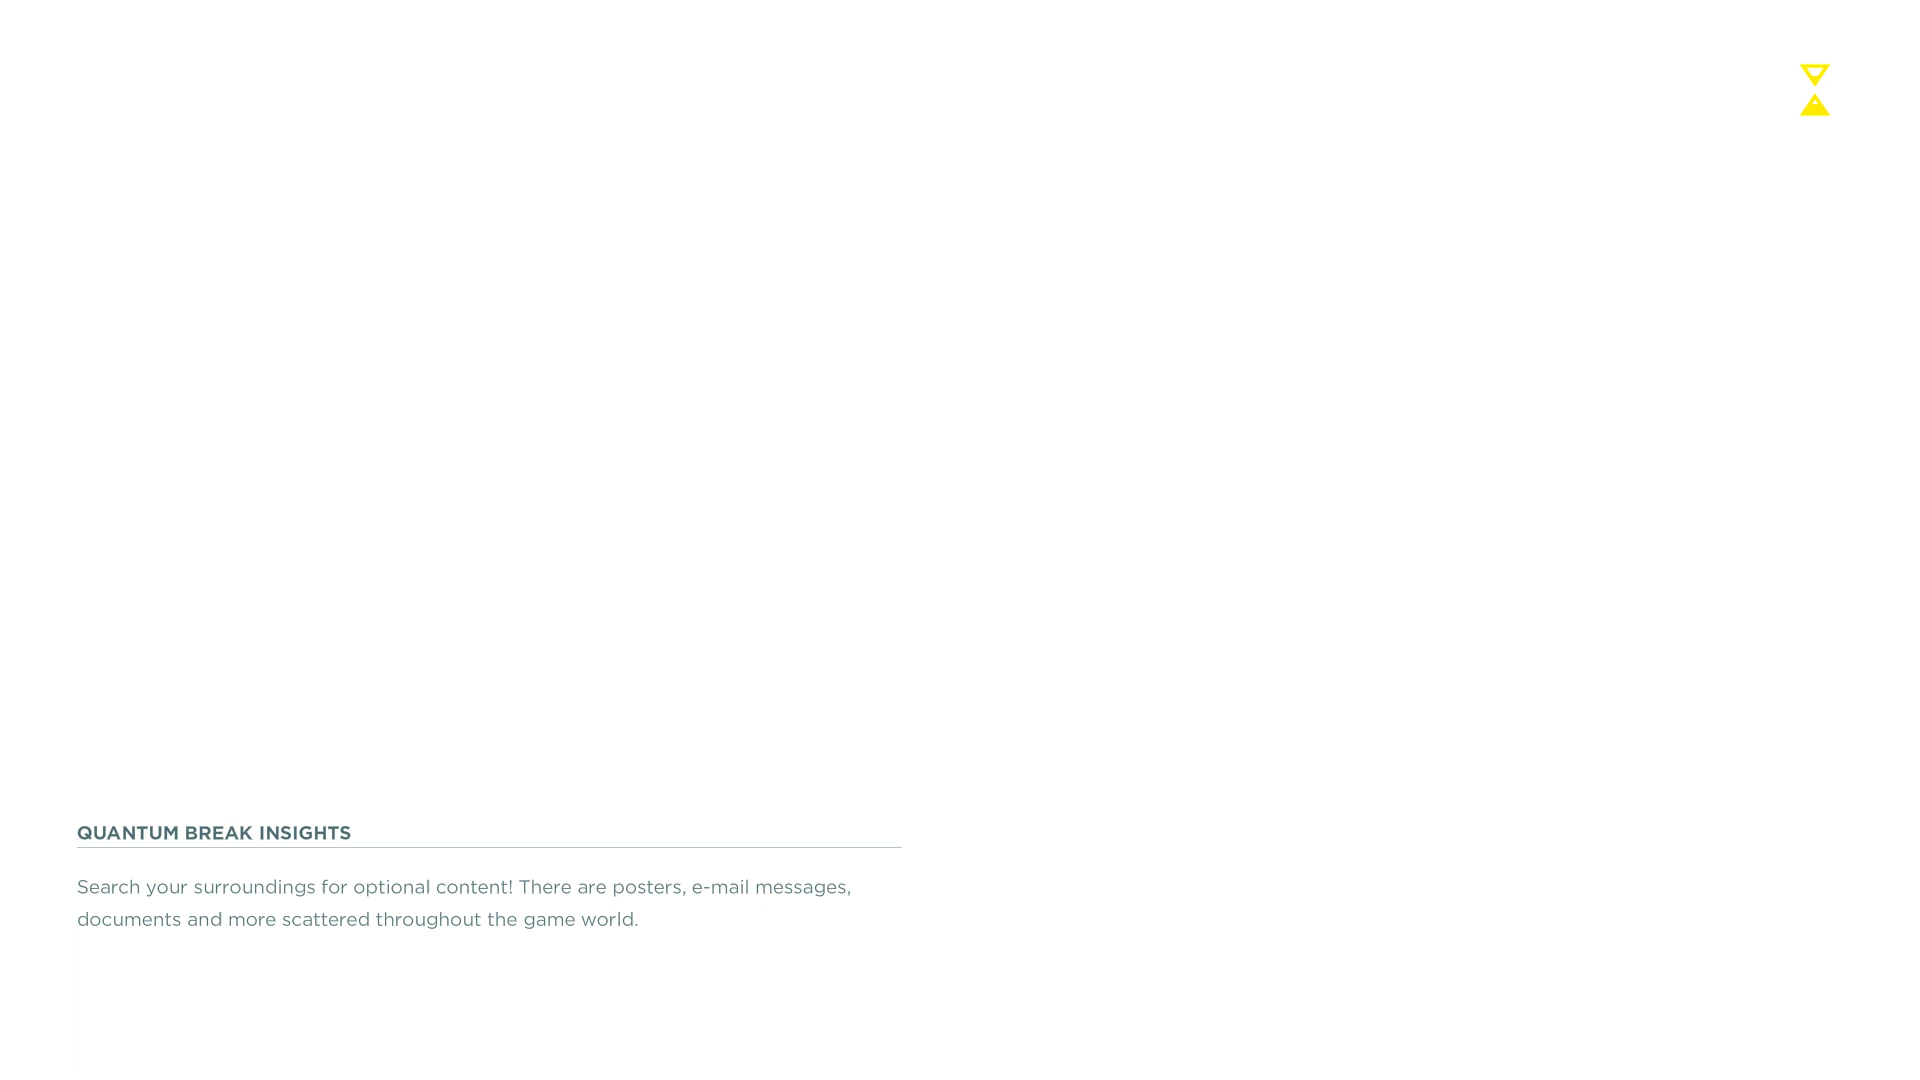 QUANTUM BREAK INSIGHTS
Search your surroundings for optional content! There are posters, e-mail messages,
documents and more scattered throughout the game world.